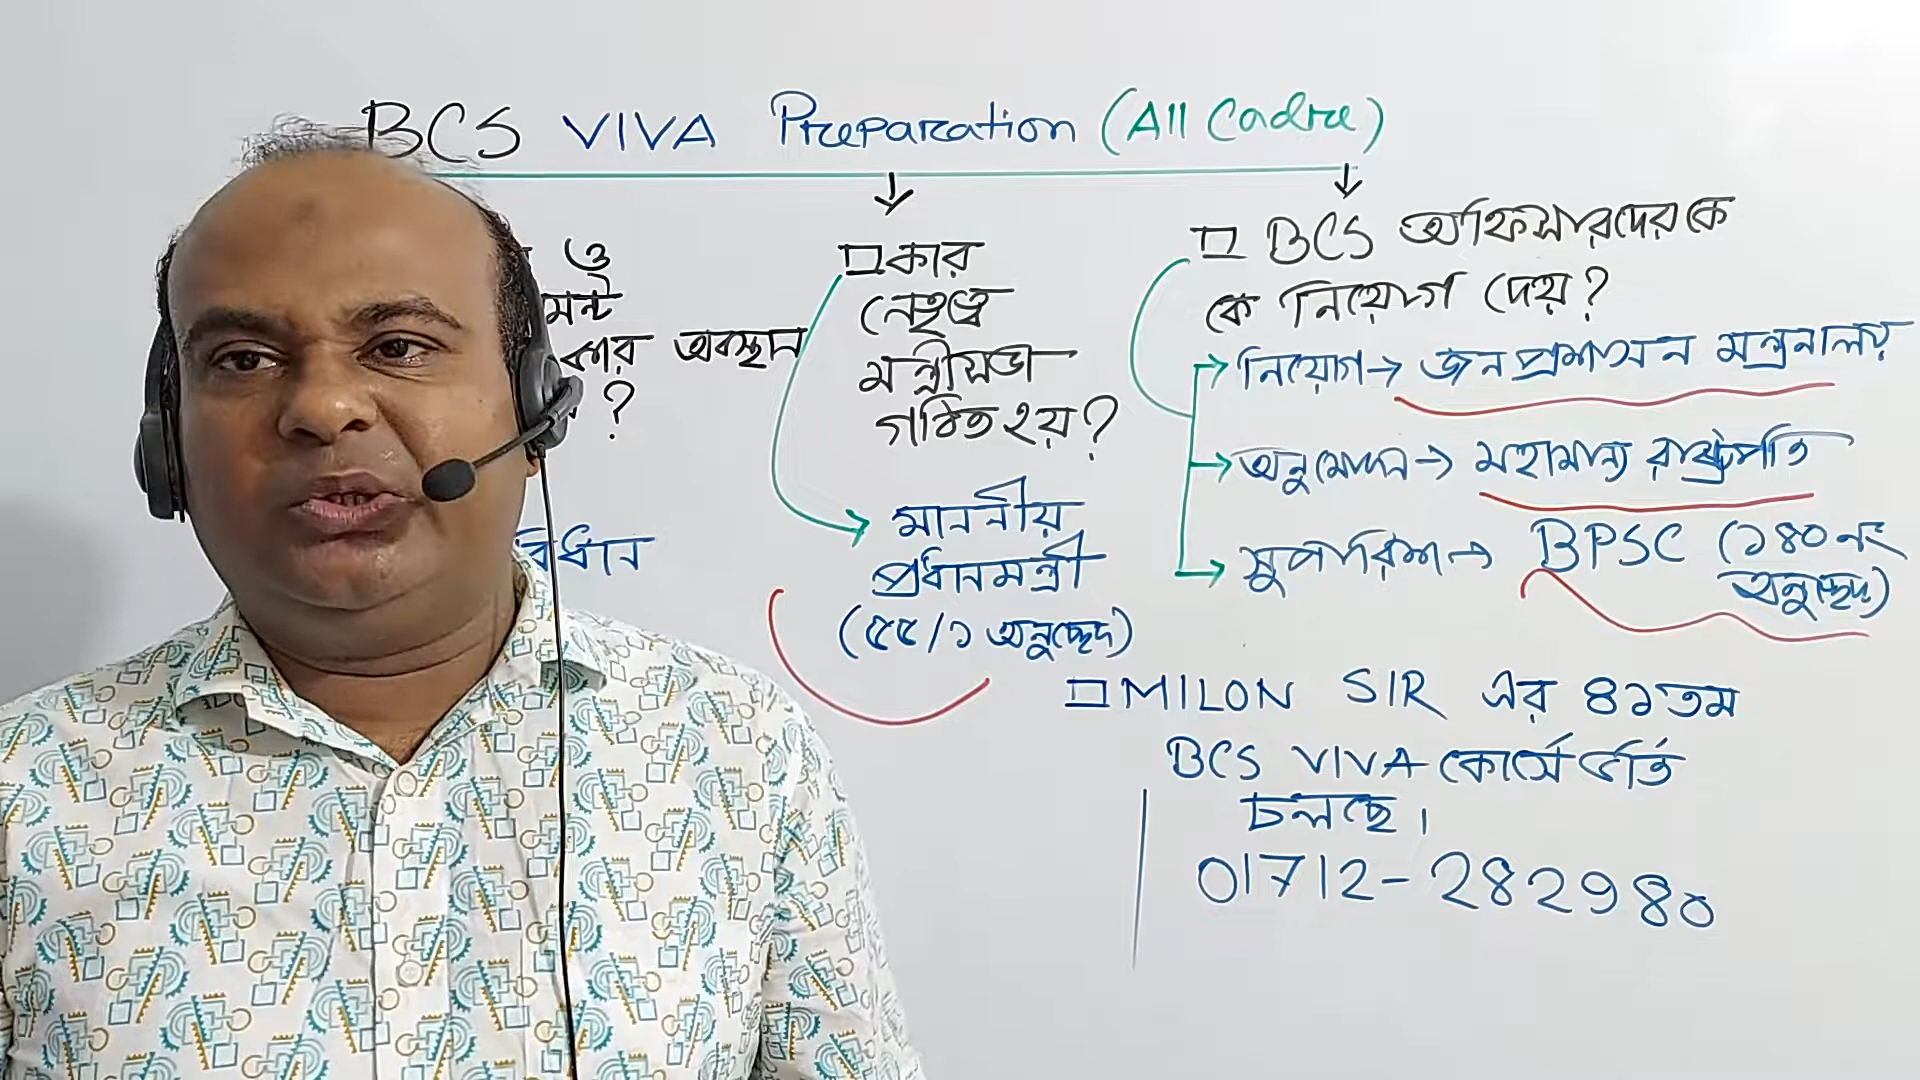 BCS VIVA Preparation (All Cadre)
ও
মন্ট
কার অবস্থান
?
বিধান
□ কার
নেতৃত্বে
মন্ত্রীসভা
গঠিত হয়?
মাননীয়
প্রধানমন্ত্রী
(৫৫/১ অনুচ্ছেদ)
□ BCS অফিসারদেরকে
কে নিয়োগ দেয়?
নিয়োগ→ জনপ্রশাসন মন্ত্রনালয়
অনুমোদন→ মহামান্য রাষ্ট্রপতি
সুপারিশ→ BPSC (১৪০নং
অনুচ্ছেদ)
□ MILON SIR এর ৪১তম
BCS VIVA কোর্সে ভর্তি
চলছে।
01712-282980